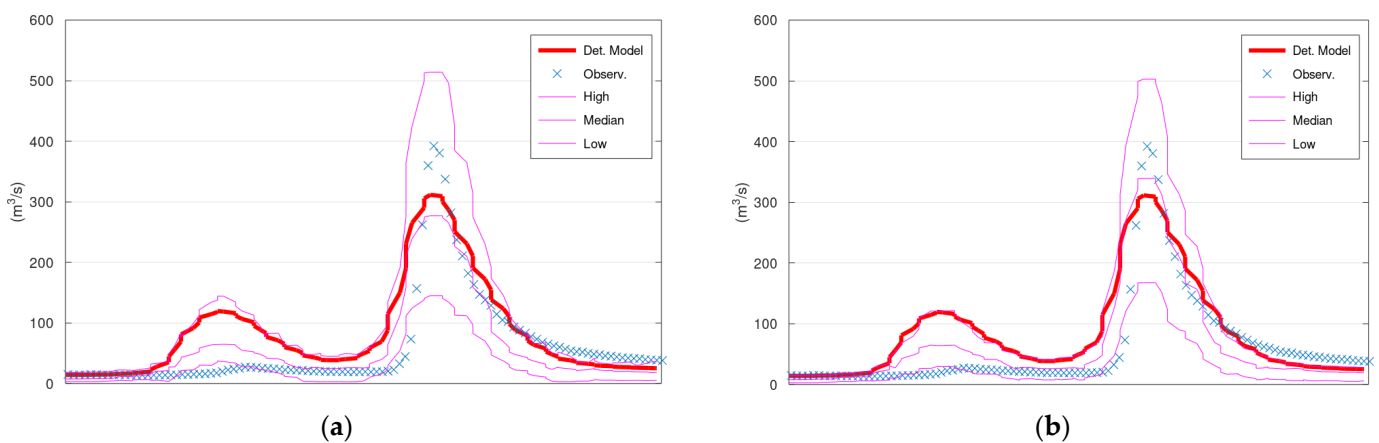 600
500
400
300
200
100
0
(m³/s)
Det. Model
Observ.
High
Median
Low
(a)
600
500
400
300
200
100
0
(m³/s)
Det. Model
Observ.
High
Median
Low
(b)